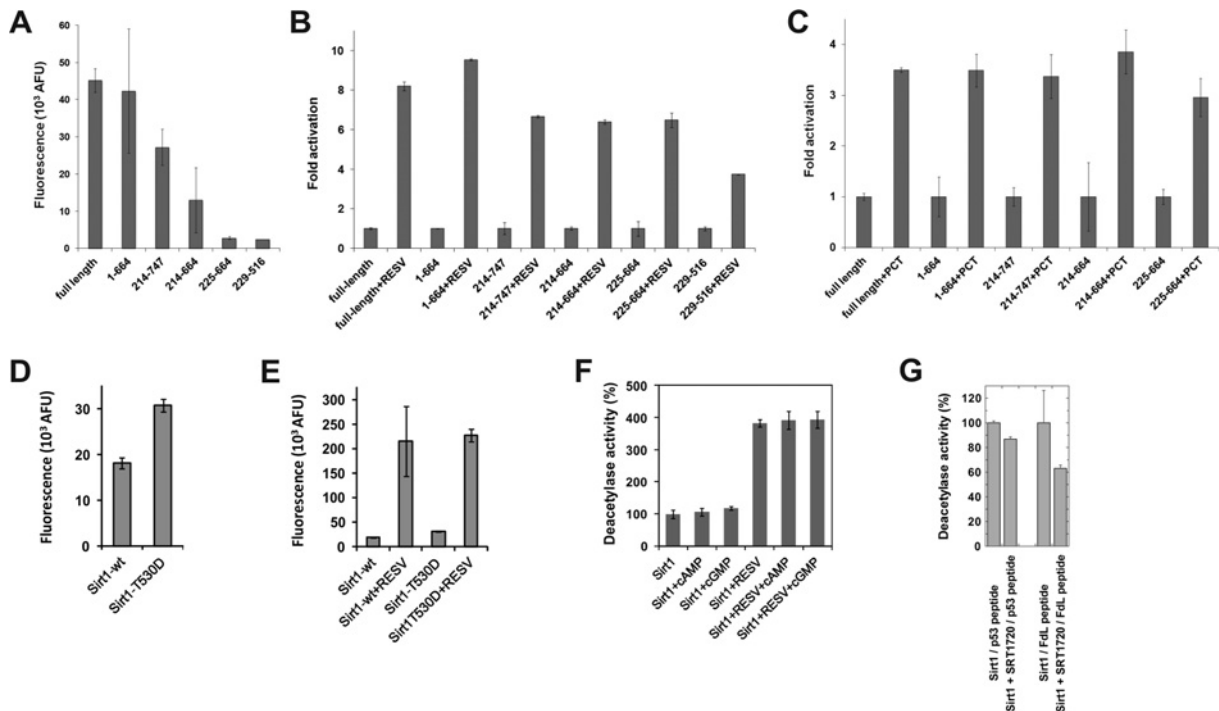 A
Fluorescence (10³ AFU)
60
50
40
30
20
10
0
full length
1-664
214-747
214-664
225-664
229-516
B
Fold activation
10
8
6
4
2
0
full-length
full-length+RESV
1-664
1-664+RESV
214-747
214-747+RESV
214-664
214-664+RESV
225-664
225-664+RESV
229-516
229-516+RESV
C
Fold activation
4
3
2
1
0
full length
full length+PCT
1-664
1-664+PCT
214-747
214-747+PCT
214-664
214-664+PCT
225-664
225-664+PCT
D
Fluorescence (10³ AFU)
30
20
10
0
Sirt1-wt
Sirt1-T530D
E
Fluorescence (10³ AFU)
300
250
200
150
100
50
0
Sirt1-wt
Sirt1-wt+RESV
Sirt1-T530D
Sirt1T530D+RESV
F
Deacetylase activity (%)
500
400
300
200
100
0
Sirt1
Sirt1+cAMP
Sirt1+cGMP
Sirt1+RESV
Sirt1+RESV+cAMP
Sirt1+RESV+cGMP
G
Deacetylase activity (%)
120
100
80
60
40
20
0
Sirt1 / p53 peptide
Sirt1 + SRT1720 / p53 peptide
Sirt1 / FdL peptide
Sirt1 + SRT1720 / FdL peptide